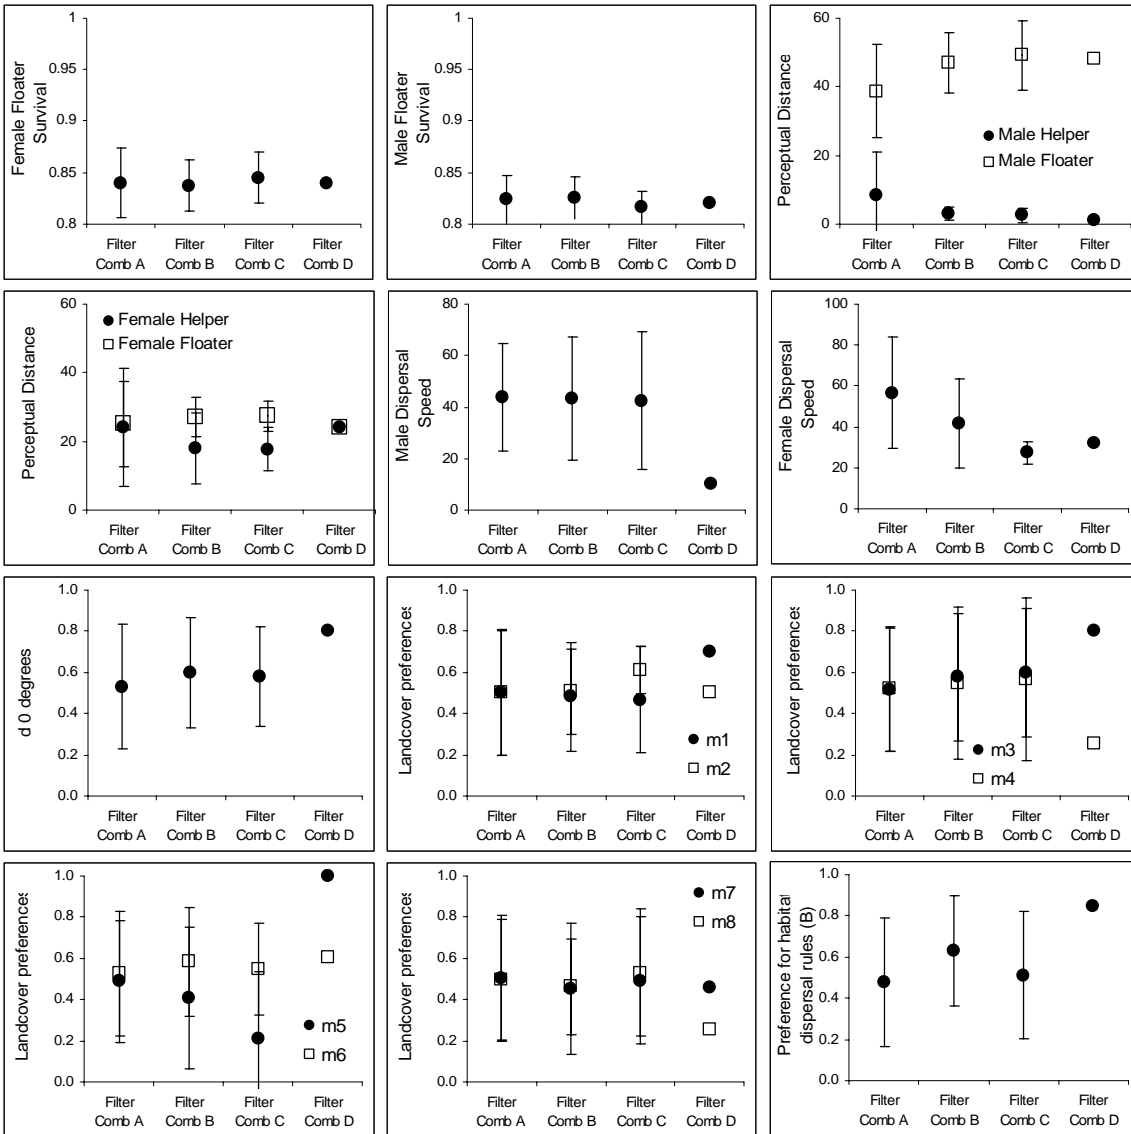 Female Floater
Survival
1
0.95
0.9
0.85
0.8
Filter
Comb A
Filter
Comb B
Filter
Comb C
Filter
Comb D
Male Floater
Survival
1
0.95
0.9
0.85
0.8
Filter
Comb A
Filter
Comb B
Filter
Comb C
Filter
Comb D
Perceptual Distance
60
40
20
0
Male Helper
Male Floater
Filter
Comb A
Filter
Comb B
Filter
Comb C
Filter
Comb D
Perceptual Distance
60
40
20
0
Female Helper
Female Floater
Filter
Comb A
Filter
Comb B
Filter
Comb C
Filter
Comb D
Male Dispersal
Speed
80
60
40
20
0
Filter
Comb A
Filter
Comb B
Filter
Comb C
Filter
Comb D
Female Dispersal
Speed
100
80
60
40
20
0
Filter
Comb A
Filter
Comb B
Filter
Comb C
Filter
Comb D
d 0 degrees
1.0
0.8
0.6
0.4
0.2
0.0
Filter
Comb A
Filter
Comb B
Filter
Comb C
Filter
Comb D
Landcover preferences
1.0
0.8
0.6
0.4
0.2
0.0
m1
m2
Filter
Comb A
Filter
Comb B
Filter
Comb C
Filter
Comb D
Landcover preferences
1.0
0.8
0.6
0.4
0.2
0.0
m3
m4
Filter
Comb A
Filter
Comb B
Filter
Comb C
Filter
Comb D
Landcover preferences
1.0
0.8
0.6
0.4
0.2
0.0
m5
m6
Filter
Comb A
Filter
Comb B
Filter
Comb C
Filter
Comb D
Landcover preferences
1.0
0.8
0.6
0.4
0.2
0.0
m7
m8
Filter
Comb A
Filter
Comb B
Filter
Comb C
Filter
Comb D
Preference for habitat
dispersal rules (B)
1.0
0.8
0.6
0.4
0.2
0.0
Filter
Comb A
Filter
Comb B
Filter
Comb C
Filter
Comb D